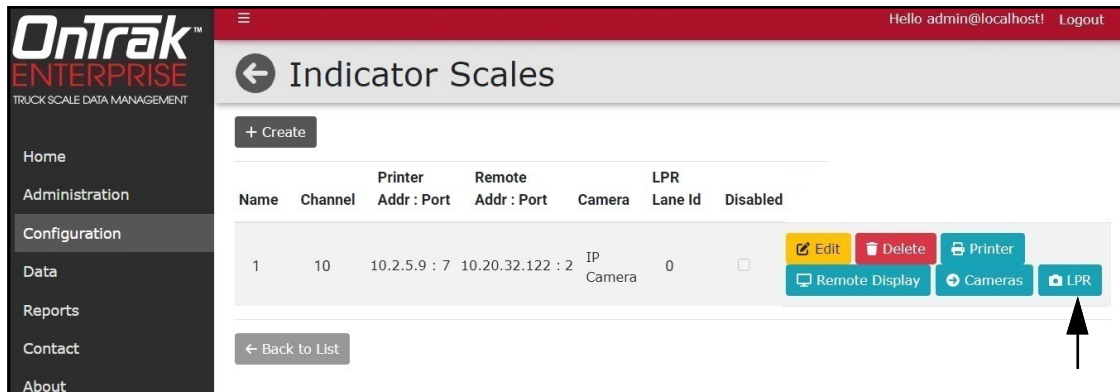 OnTrak™
ENTERPRISE
TRUCK SCALE DATA MANAGEMENT
Home
Administration
Configuration
Data
Reports
Contact
About
Hello admin@localhost! Logout
Indicator Scales
+ Create
Name Channel Printer Addr : Port Remote Addr : Port Camera LPR Lane Id Disabled
1 10 10.2.5.9 : 7 10.20.32.122 : 2 IP Camera 0
Edit Delete Printer
Remote Display Cameras LPR
← Back to List